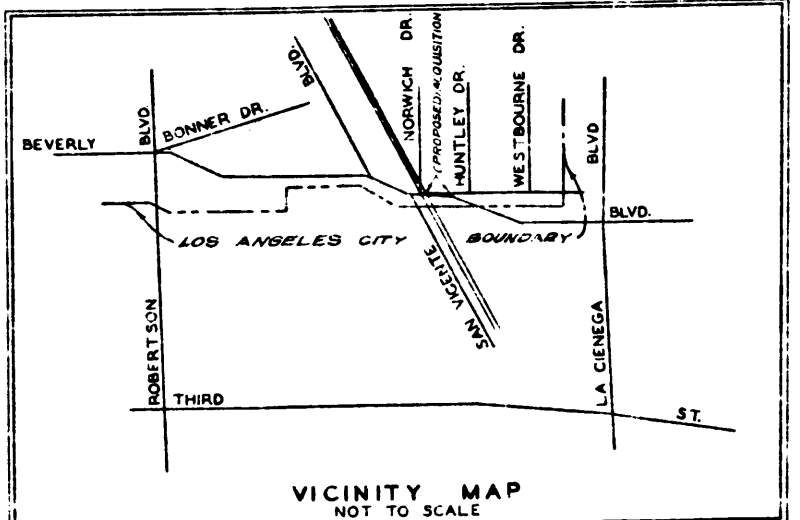 BEVERLY
BLVD.
BONNER DR.
BLVD.
NORWICH DR.
(PROPOSED ACQUISITION
HUNTLEY DR.
WESTBOURNE DR.
BLVD
BLVD.
LOS ANGELES CITY BOUNDARY
SAN VICENTE
ROBERTSON
LA CIENEGA
THIRD
ST.
VICINITY MAP
NOT TO SCALE